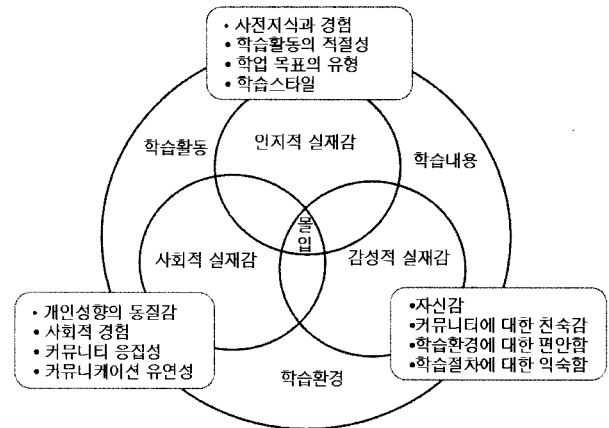 • 사전지식과 경험
• 학습활동의 적절성
• 학업 목표의 유형
• 학습스타일
학습활동
인지적 실재감
학습내용
몰
입
사회적 실재감
감성적 실재감
• 개인성향의 동질감
• 사회적 경험
• 커뮤니티 응집성
• 커뮤니케이션 유연성
•자신감
•커뮤니티에 대한 친숙감
•학습환경에 대한 편안함
•학습절차에 대한 익숙함
학습환경